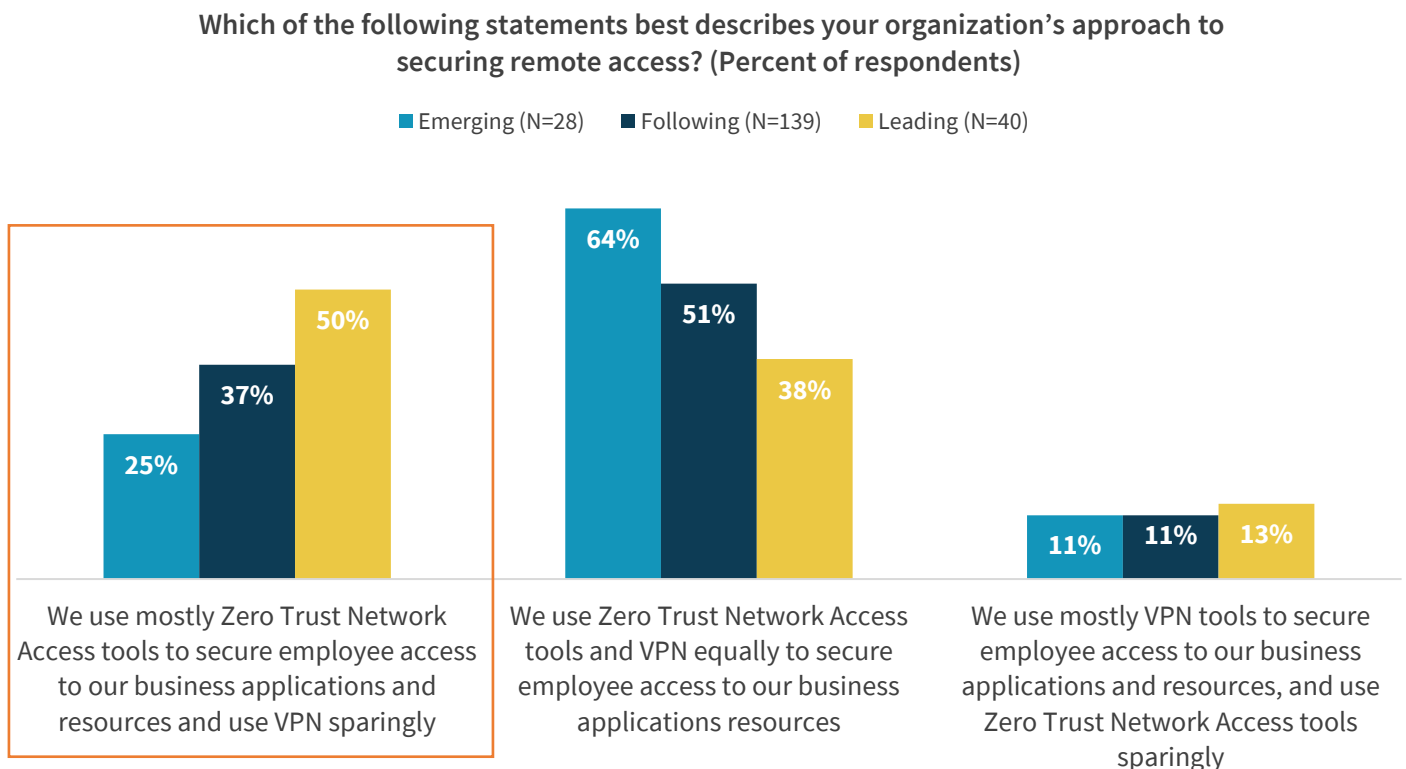 Which of the following statements best describes your organization’s approach to
securing remote access? (Percent of respondents)
Emerging (N=28) Following (N=139) Leading (N=40)
25%
37%
50%
64%
51%
38%
11%
11%
13%
We use mostly Zero Trust Network
Access tools to secure employee access
to our business applications and
resources and use VPN sparingly
We use Zero Trust Network Access
tools and VPN equally to secure
employee access to our business
applications resources
We use mostly VPN tools to secure
employee access to our business
applications and resources, and use
Zero Trust Network Access tools
sparingly